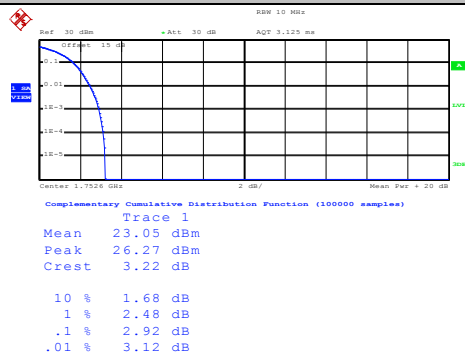 RBW 10 MHz
Ref 30 dBm Att 30 dB AQT 3.125 ms
Offset 15 dB
0.1
A
0.01
1 SA
VIEW
1E-3
LVL
1E-4
1E-5
3DB
Center 1.7526 GHz 2 dB/ Mean Pwr + 20 dB
Complementary Cumulative Distribution Function (100000 samples)
Trace 1
Mean 23.05 dBm
Peak 26.27 dBm
Crest 3.22 dB
10 % 1.68 dB
1 % 2.48 dB
.1 % 2.92 dB
.01 % 3.12 dB